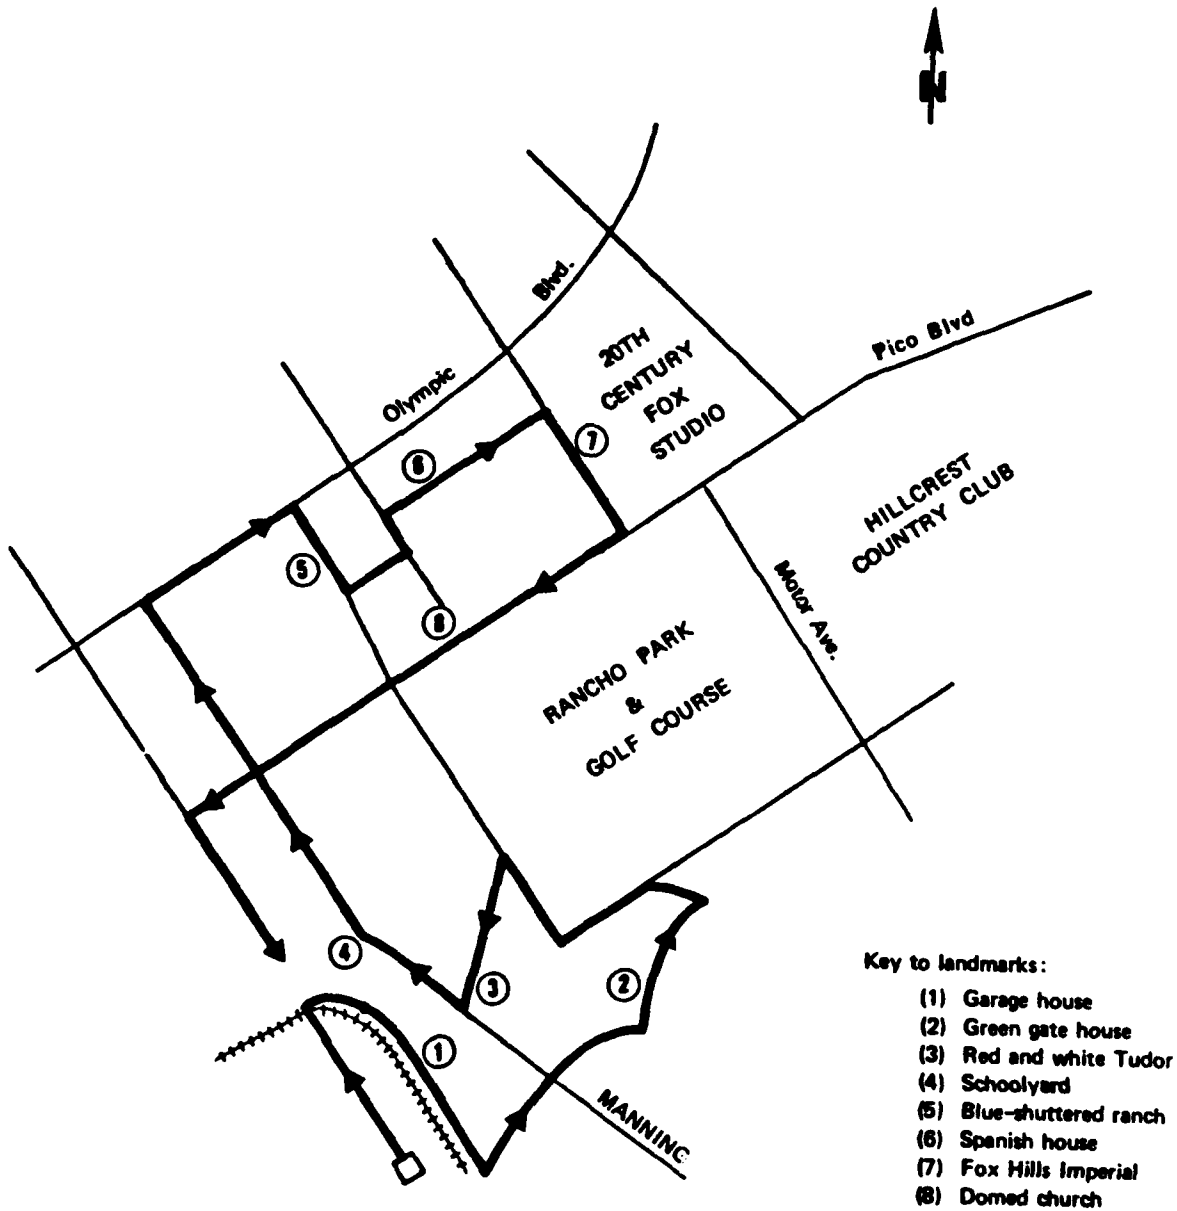 N
Blvd.
Olympic
20TH
CENTURY
FOX
STUDIO
Pico Blvd
HILLCREST
COUNTRY CLUB
6
7
5
8
Motor Ave.
RANCHO PARK
&
GOLF COURSE
4
3
2
1
MANNING
Key to landmarks:
(1) Garage house
(2) Green gate house
(3) Red and white Tudor
(4) Schoolyard
(5) Blue-shuttered ranch
(6) Spanish house
(7) Fox Hills Imperial
(8) Domed church